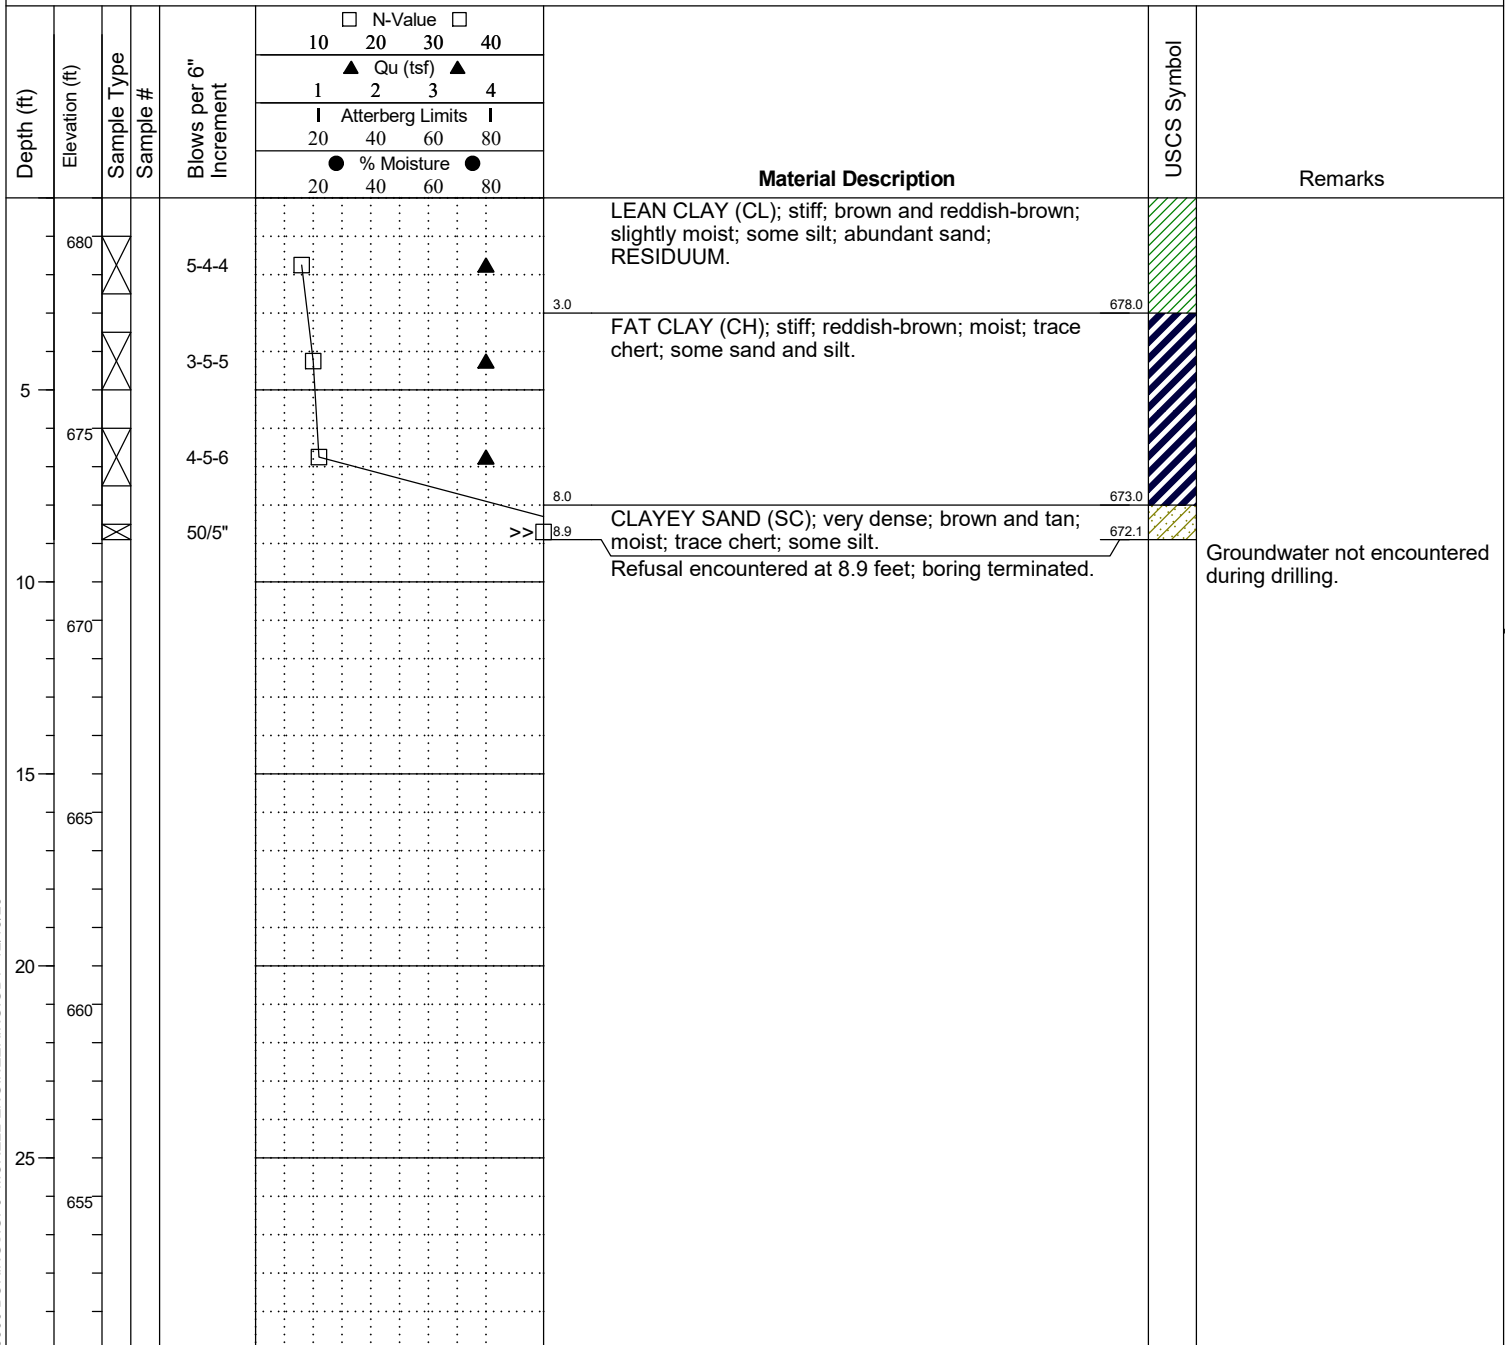 N-Value
10 20 30 40
Qu (tsf)
1 2 3 4
Atterberg Limits
20 40 60 80
% Moisture
20 40 60 80
Depth (ft)
Elevation (ft)
Sample Type
Sample #
Blows per 6"
Increment
Material Description
USCS Symbol
Remarks
LEAN CLAY (CL); stiff; brown and reddish-brown;
slightly moist; some silt; abundant sand;
RESIDUUM.
680
5-4-4
3.0 678.0
FAT CLAY (CH); stiff; reddish-brown; moist; trace
chert; some sand and silt.
3-5-5
5
675
4-5-6
8.0 673.0
CLAYEY SAND (SC); very dense; brown and tan;
moist; trace chert; some silt.
50/5"
>>
8.9 672.1
Refusal encountered at 8.9 feet; boring terminated.
Groundwater not encountered
during drilling.
10
670
15
665
20
660
25
655